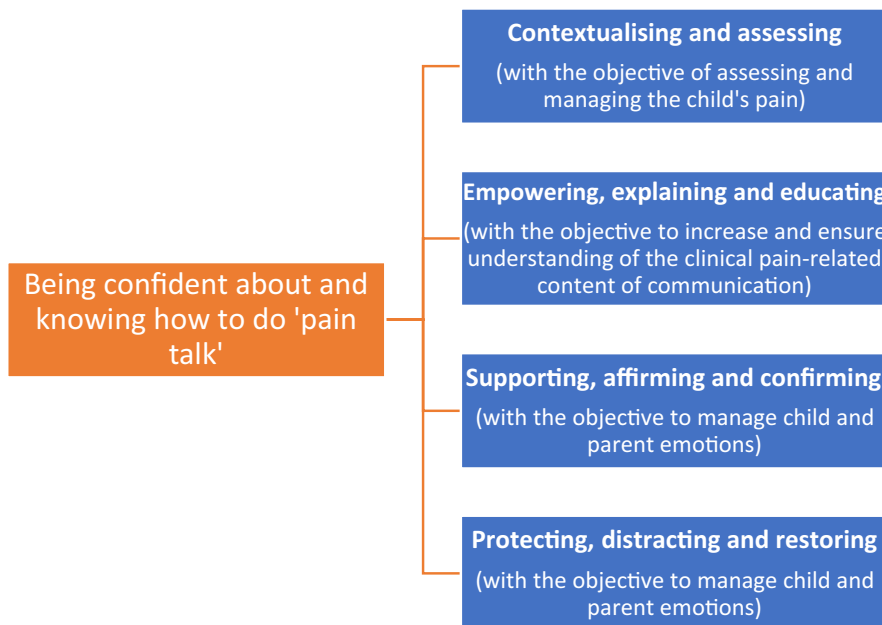 Contextualising and assessing
(with the objective of assessing and
managing the child's pain)
Empowering, explaining and educating
(with the objective to increase and ensure
understanding of the clinical pain-related
content of communication)
Being confident about and
knowing how to do 'pain
talk'
Supporting, affirming and confirming
(with the objective to manage child and
parent emotions)
Protecting, distracting and restoring
(with the objective to manage child and
parent emotions)